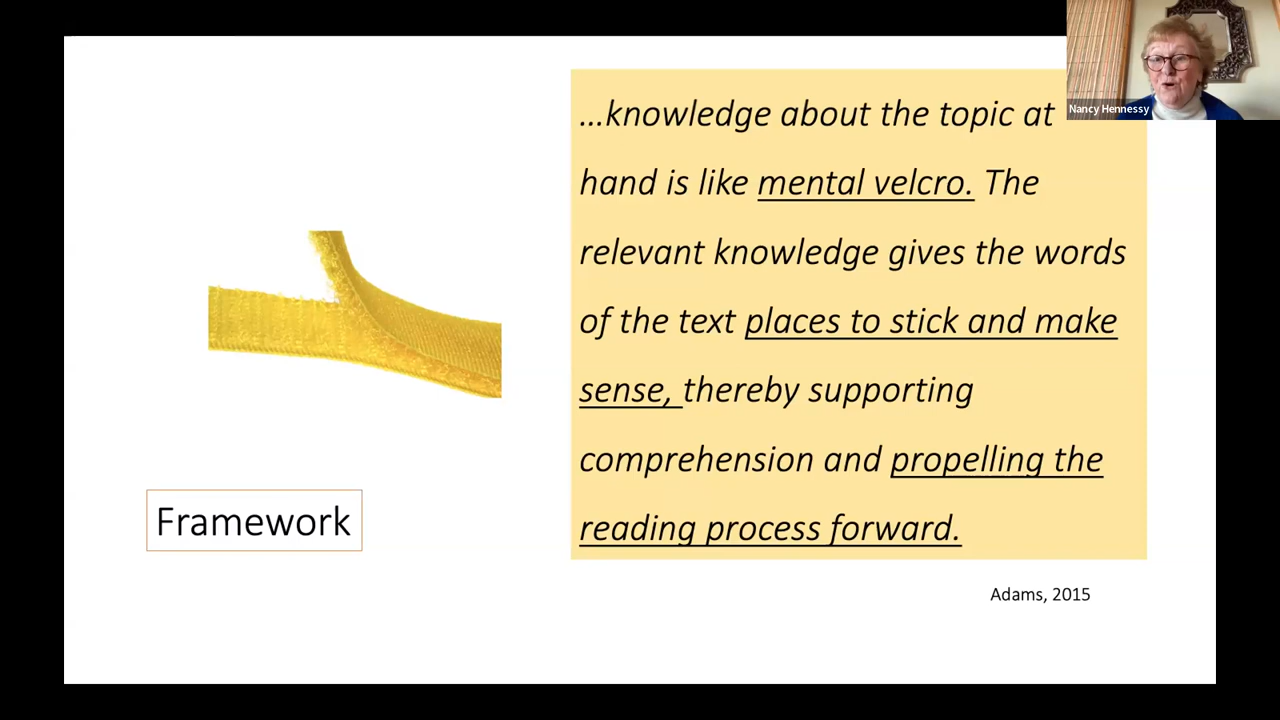 Nancy Hennessy
...knowledge about the topic at
hand is like mental velcro. The
relevant knowledge gives the words
of the text places to stick and make
sense, thereby supporting
comprehension and propelling the
reading process forward.
Framework
Adams, 2015